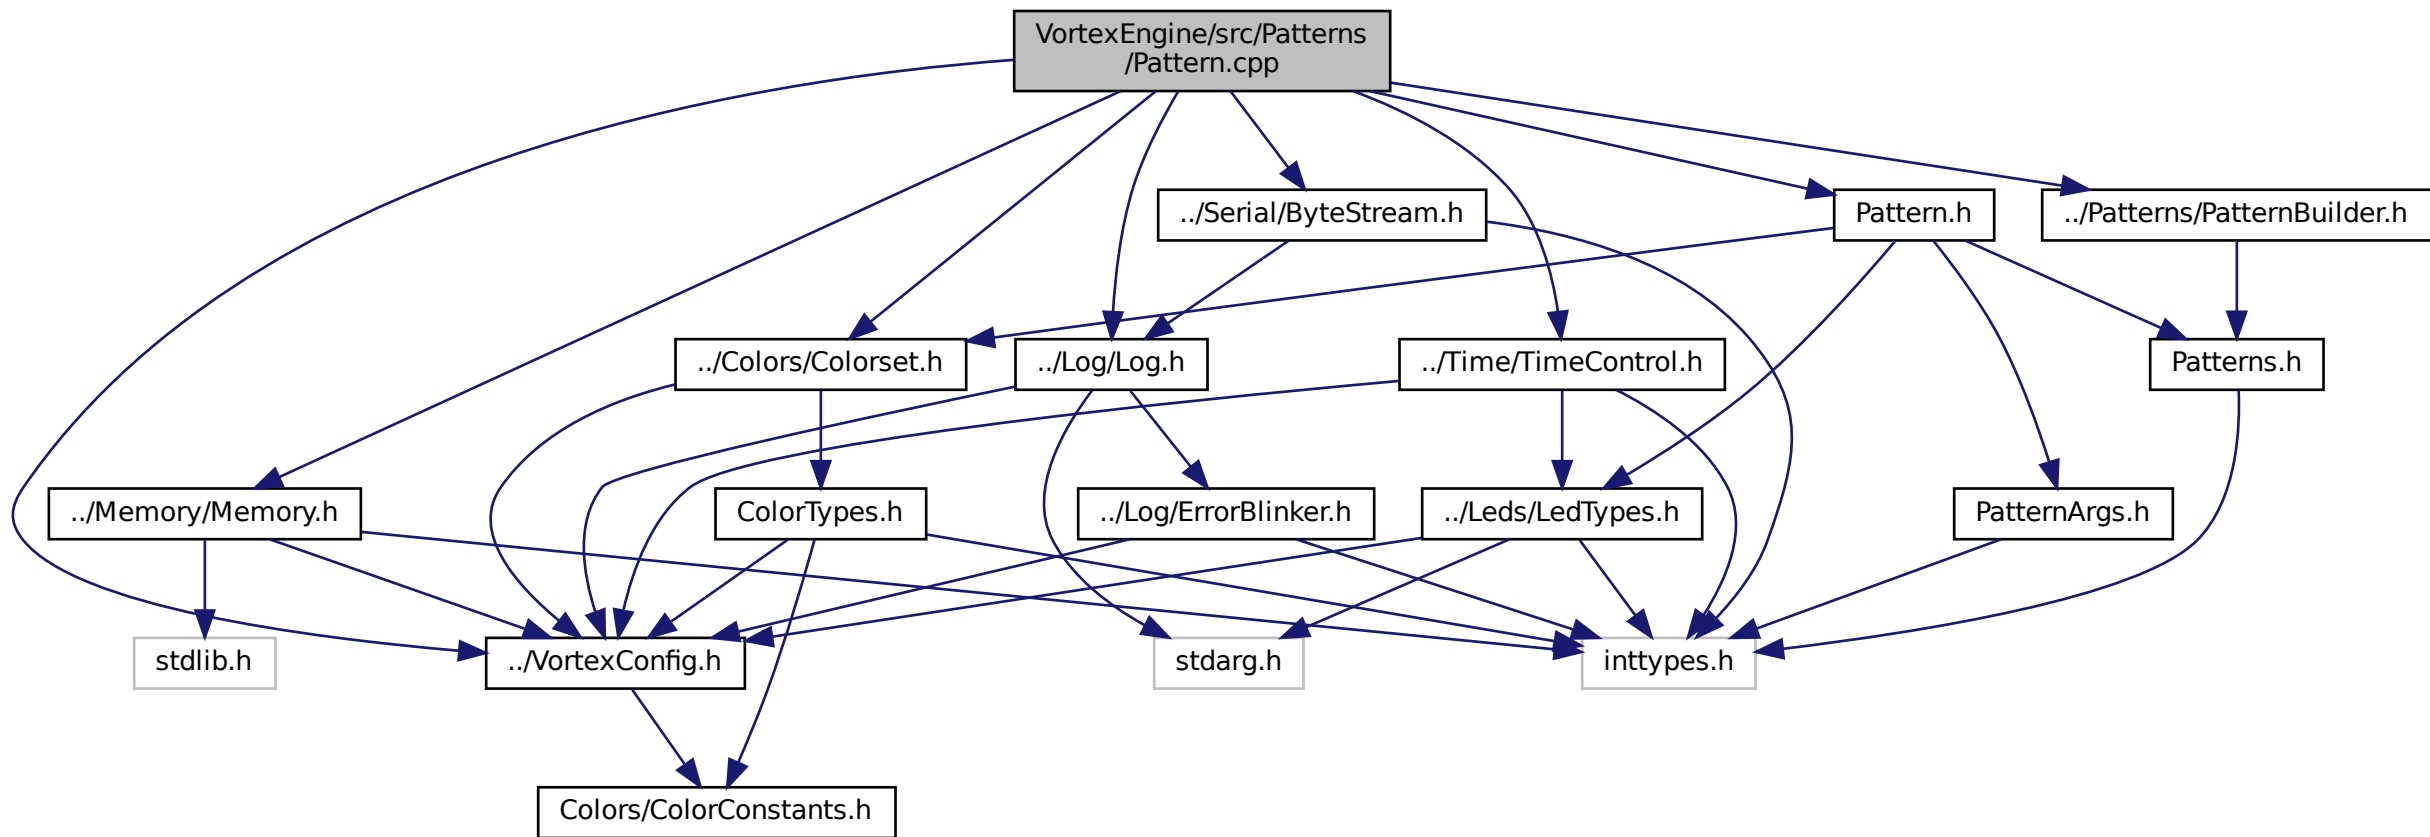 VortexEngine/src/Patterns
/Pattern.cpp
../Serial/ByteStream.h
Pattern.h
../Patterns/PatternBuilder.h
../Colors/Colorset.h
../Log/Log.h
../Time/TimeControl.h
Patterns.h
../Memory/Memory.h
ColorTypes.h
../Log/ErrorBlinker.h
../Leds/LedTypes.h
PatternArgs.h
stdlib.h
../VortexConfig.h
stdarg.h
inttypes.h
Colors/ColorConstants.h